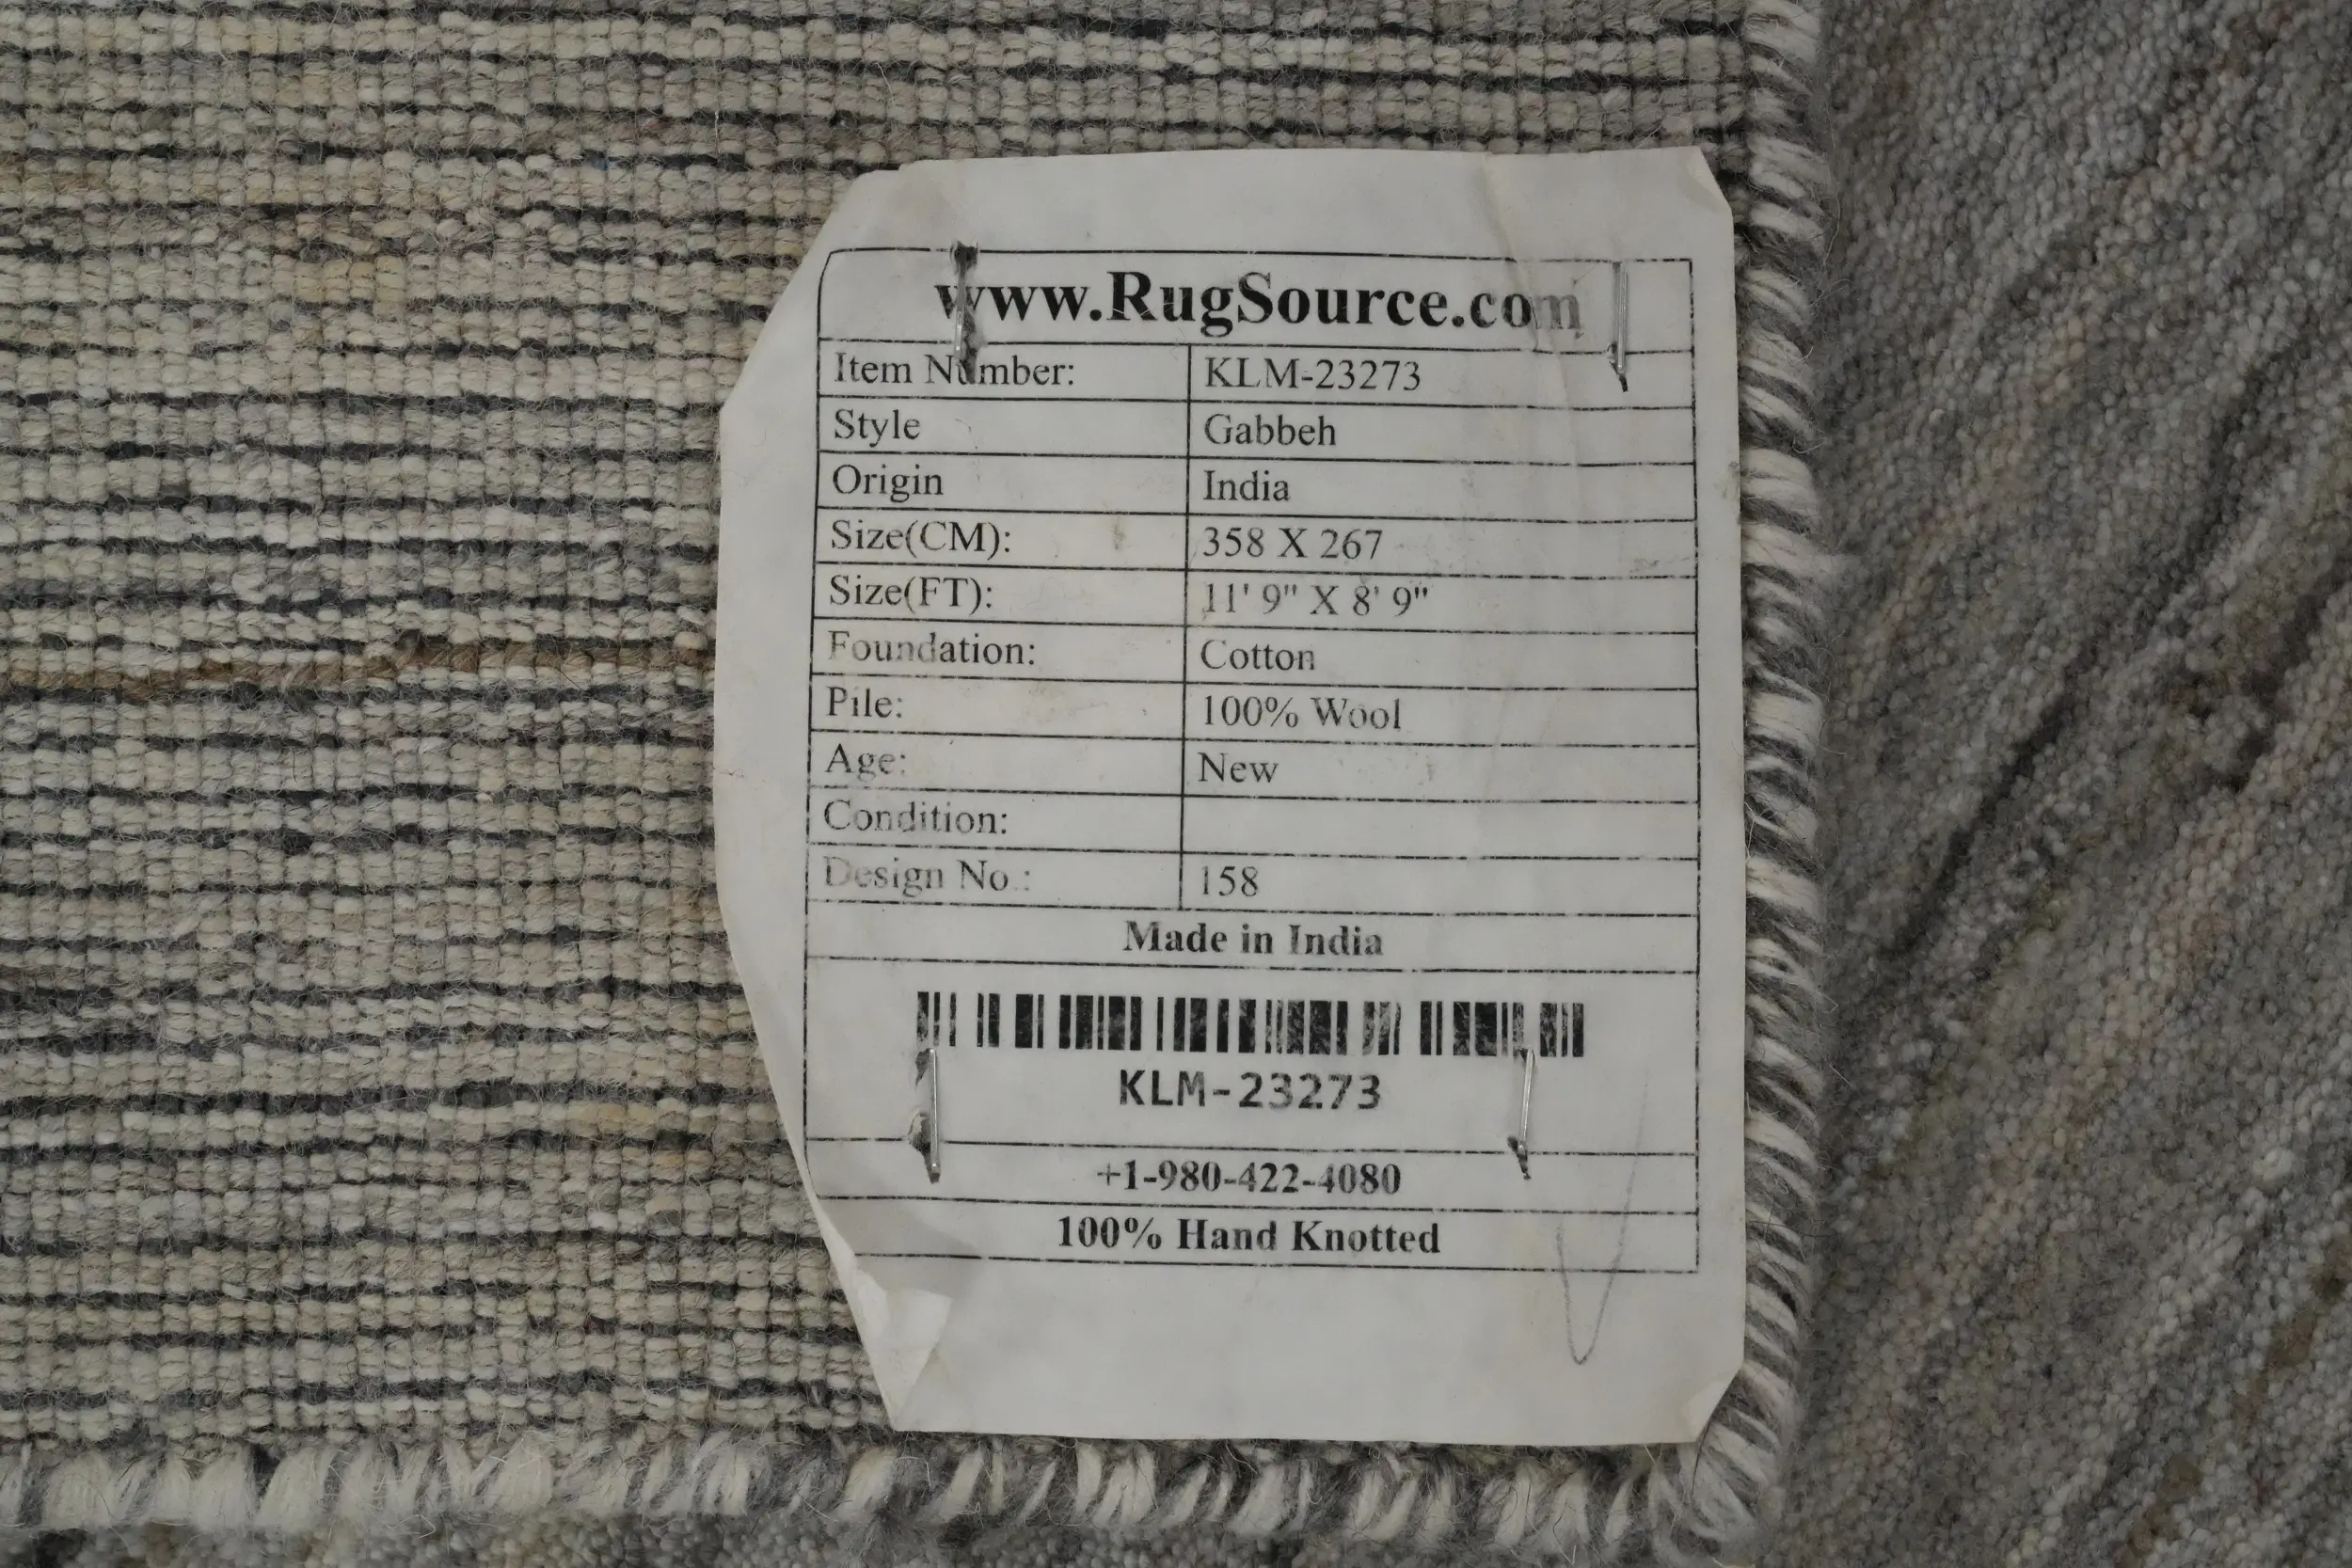 www.RugSource.com
Item Number: KLM-23273
Style Gabbeh
Origin India
Size(CM): 358 X 267
Size(FT): 11' 9" X 8' 9"
Foundation: Cotton
Pile: 100% Wool
Age: New
Condition:
Design No.: 158
Made in India
KLM-23273
+1-980-422-4080
100% Hand Knotted